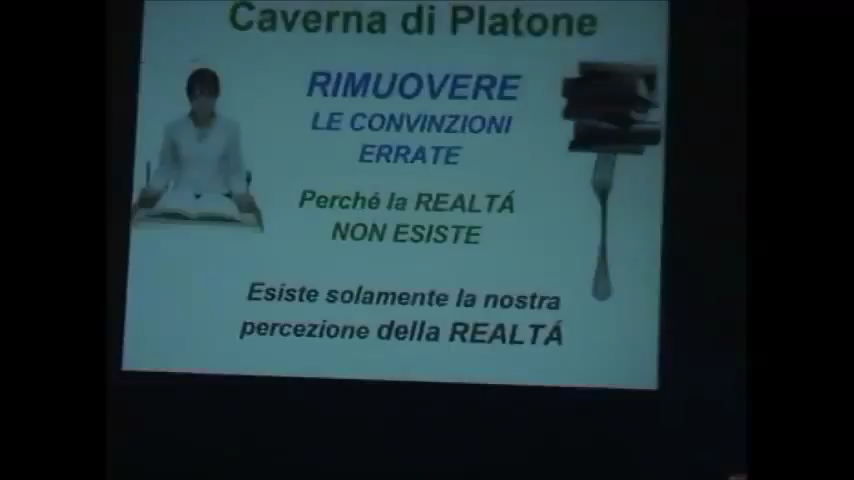 Caverna di Platone
RIMUOVERE
LE CONVINZIONI
ERRATE
Perché la REALTÁ
NON ESISTE
Esiste solamente la nostra
percezione della REALTÁ